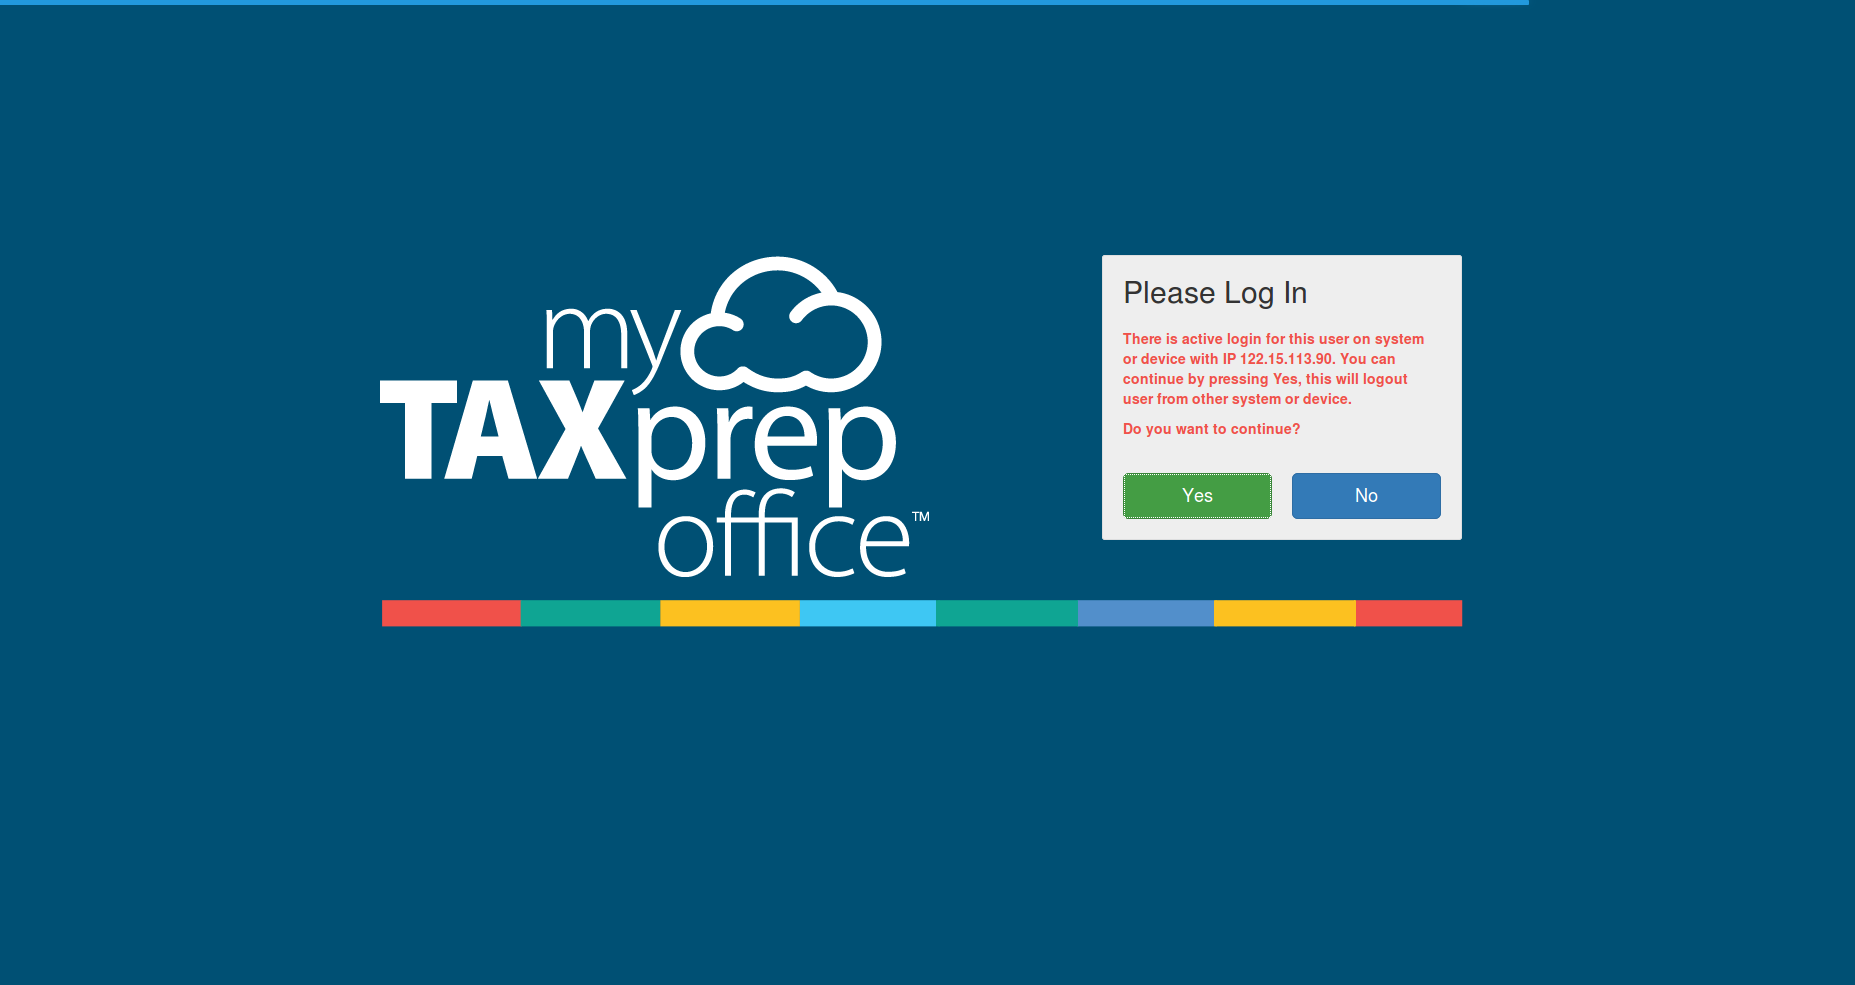 my
TAXprep
office™
Please Log In
There is active login for this user on system
or device with IP 122.15.113.90. You can
continue by pressing Yes, this will logout
user from other system or device.
Do you want to continue?
Yes
No